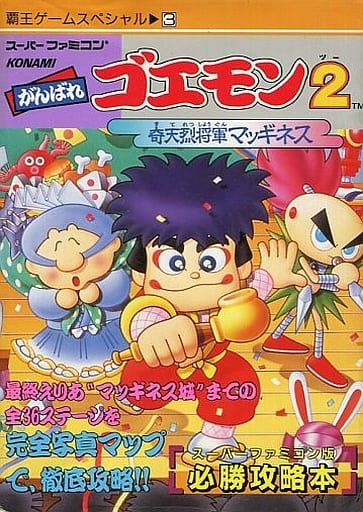 覇王ゲームスペシャル▶3
スーパーファミコン®
KONAMI
がんばれ
ゴエモン2™
ツー
きてれつしょうぐん
奇天烈将軍マッギネス
最終えりあ"マッギネス城"までの
全36ステージを
完全写真マップ
で、徹底攻略!!
スーパーファミコン版
必勝攻略本